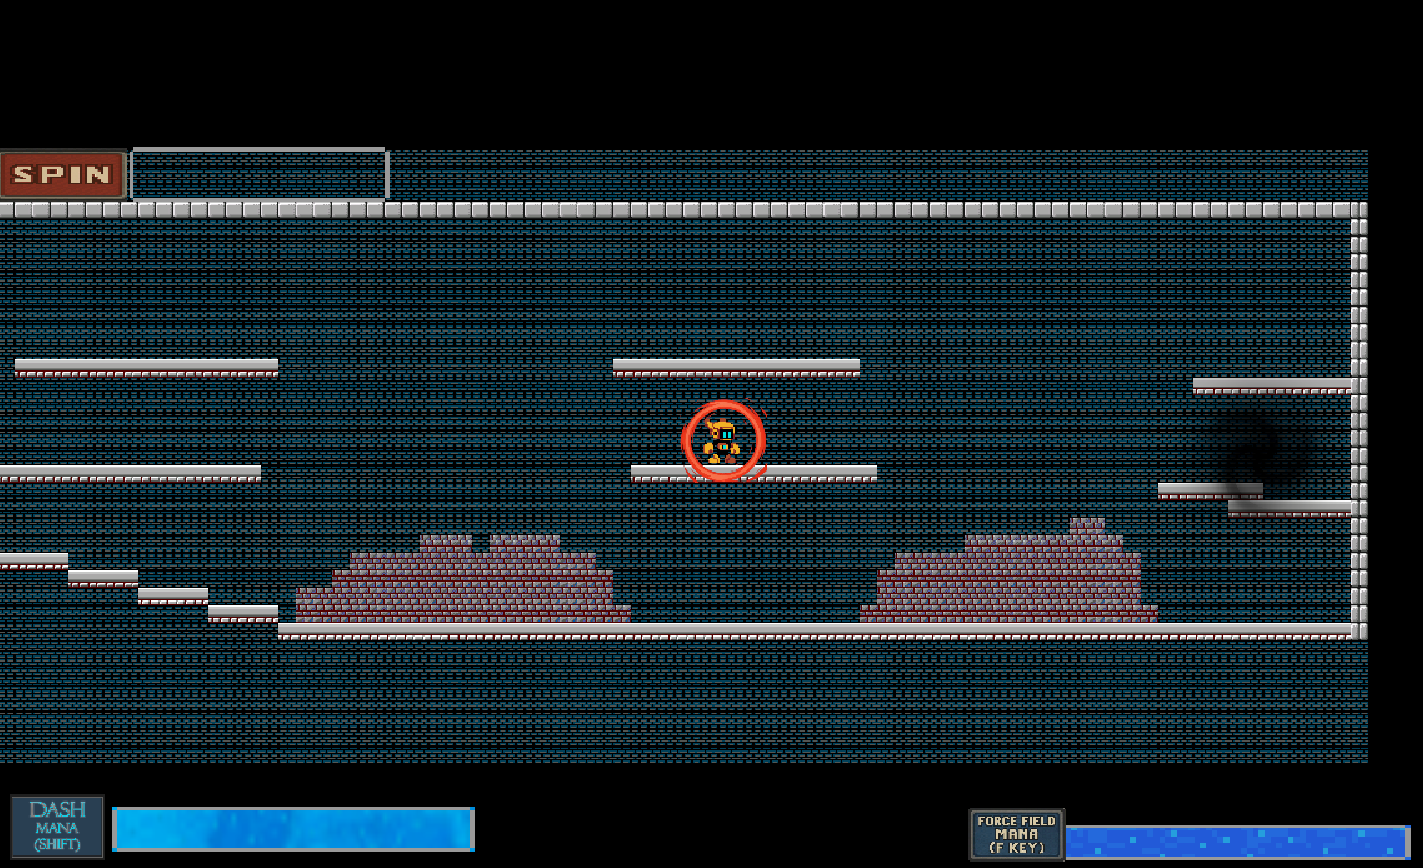 SPIN
DASH
MANA
(SHIFT)
FORCE FIELD
MANA
(F KEY)